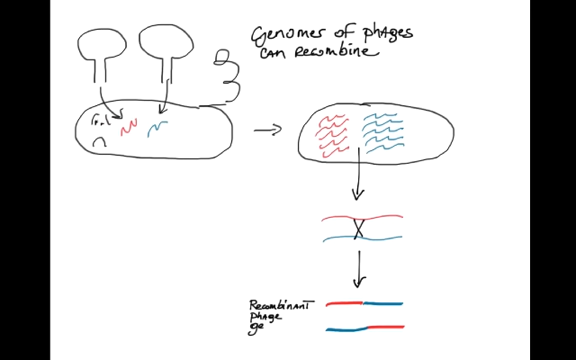 Genomes of phages
can recombine
Recombinant
phage
ge